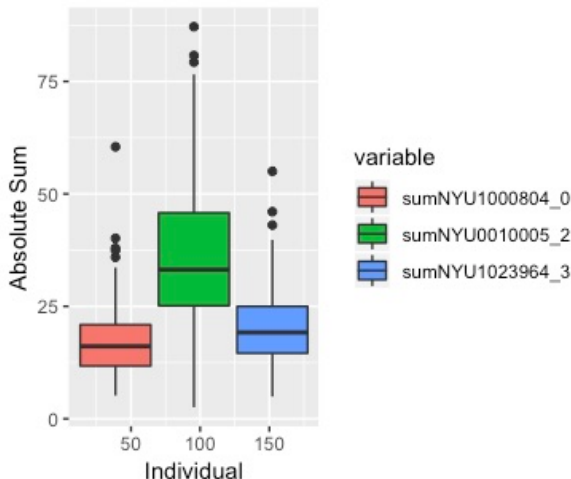 Absolute Sum
75
50
25
0
50 100 150
Individual
variable
sumNYU1000804_0
sumNYU0010005_2
sumNYU1023964_3